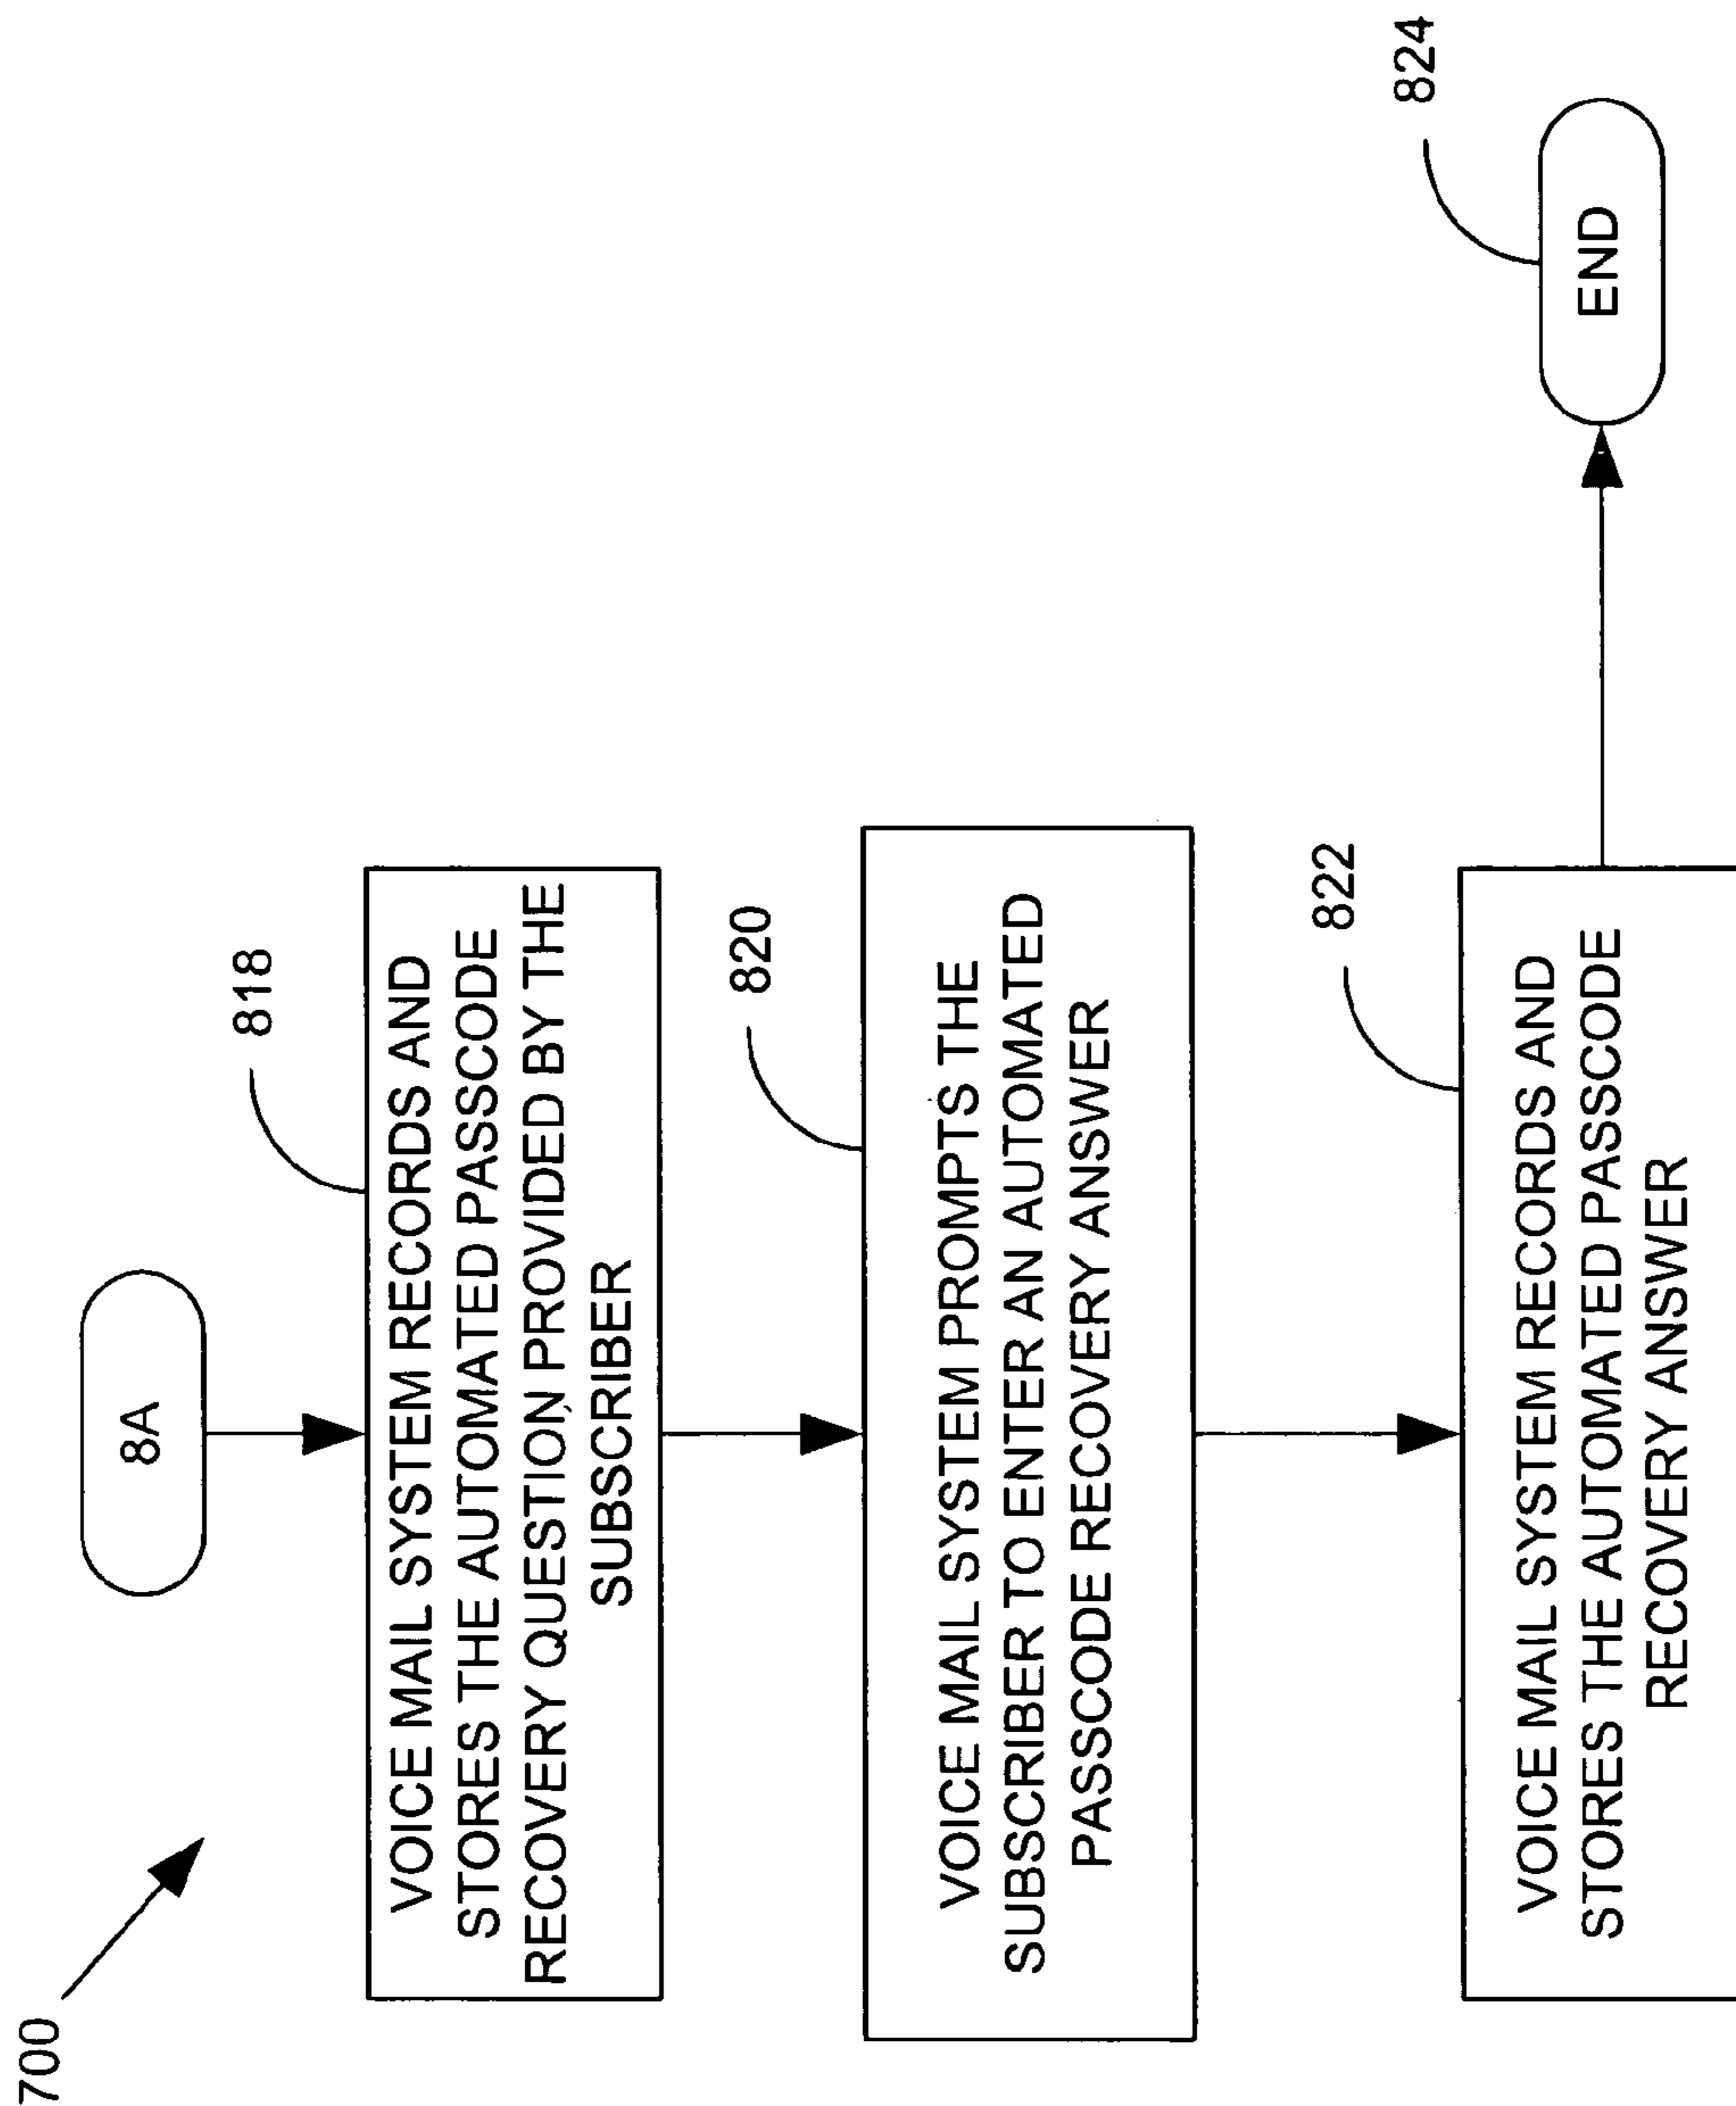 700
8A
818
VOICE MAIL SYSTEM RECORDS AND
STORES THE AUTOMATED PASSCODE
RECOVERY QUESTION PROVIDED BY THE
SUBSCRIBER
820
VOICE MAIL SYSTEM PROMPTS THE
SUBSCRIBER TO ENTER AN AUTOMATED
PASSCODE RECOVERY ANSWER
822
VOICE MAIL SYSTEM RECORDS AND
STORES THE AUTOMATED PASSCODE
RECOVERY ANSWER
824
END